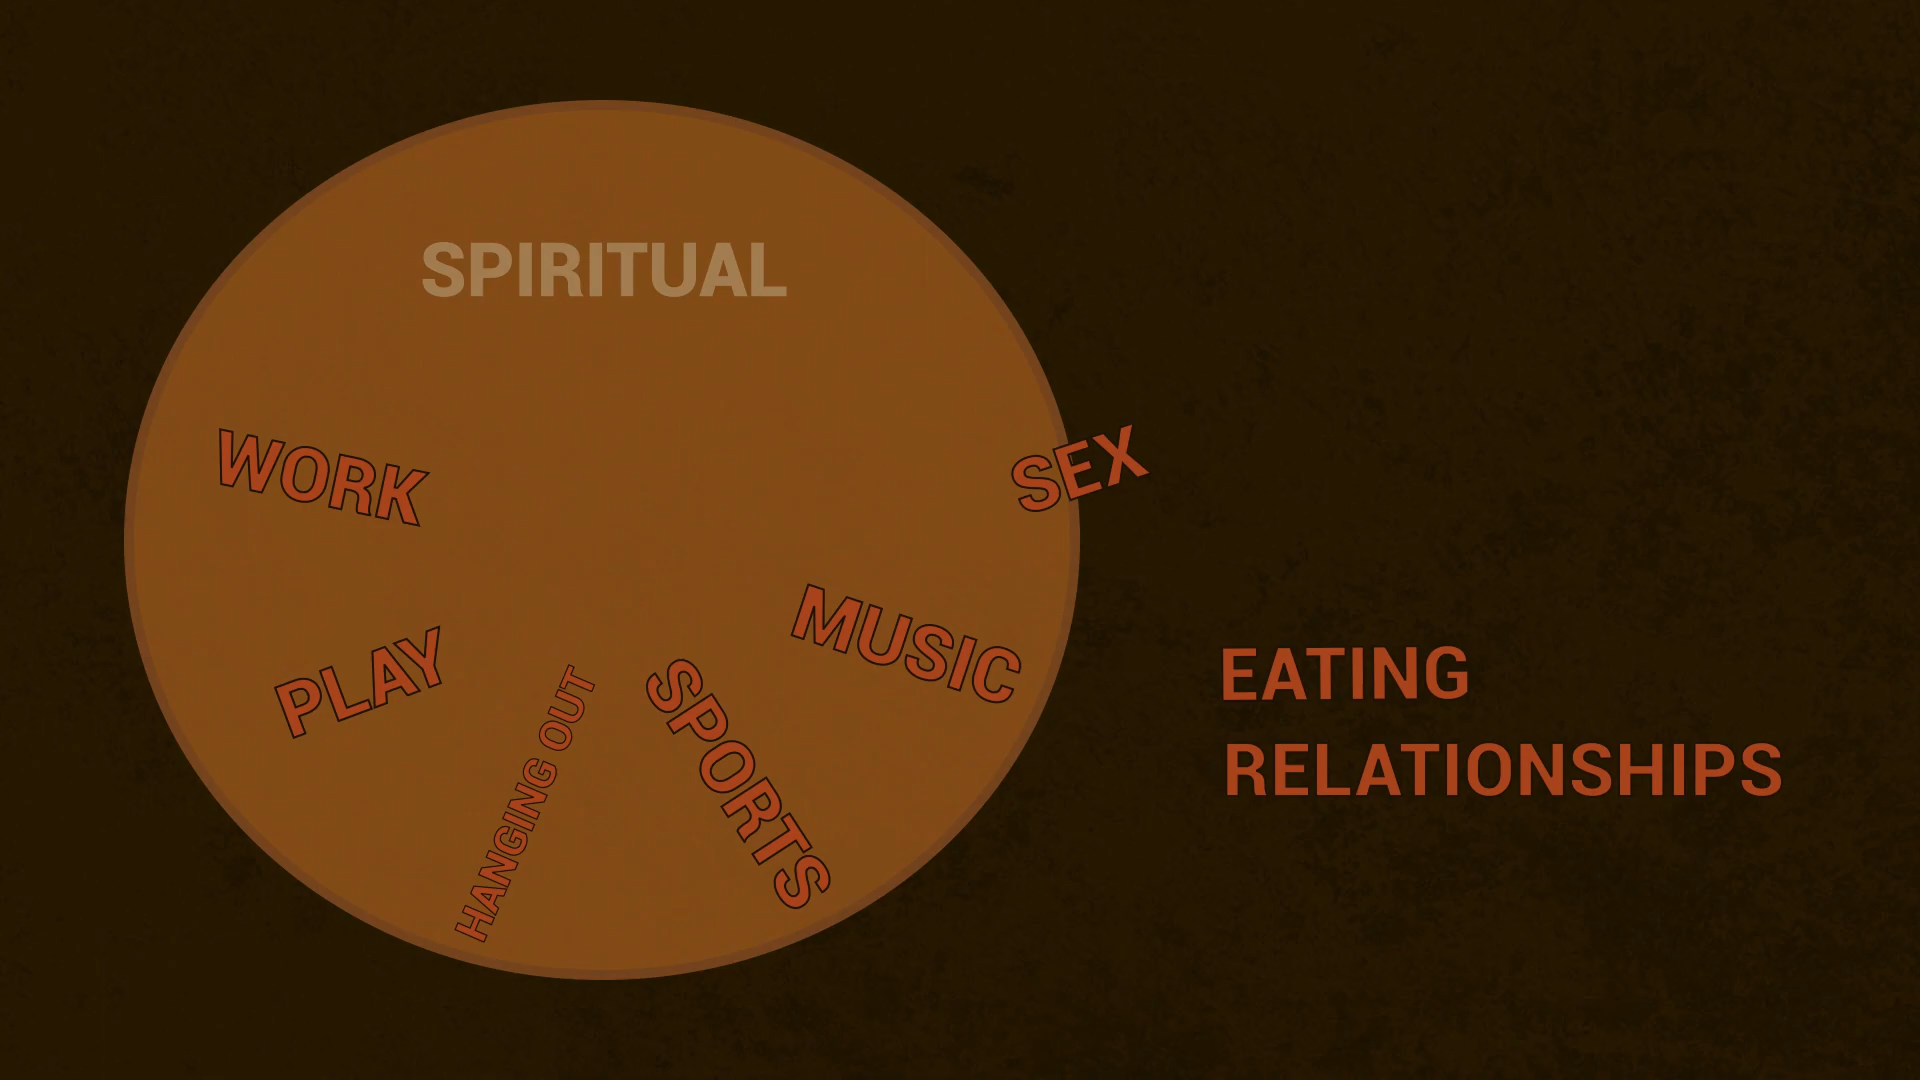 SPIRITUAL
WORK
SEX
PLAY
HANGING OUT
SPORTS
MUSIC
EATING
RELATIONSHIPS